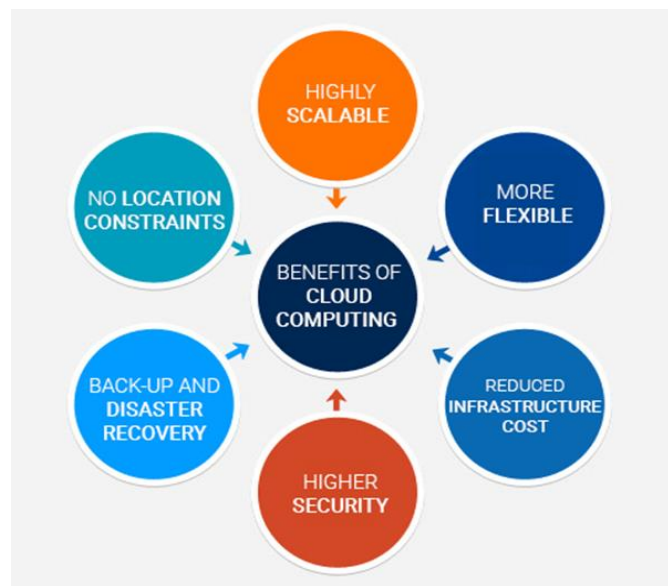 HIGHLY
SCALABLE
NO LOCATION
CONSTRAINTS
MORE
FLEXIBLE
BENEFITS OF
CLOUD
COMPUTING
BACK-UP AND
DISASTER
RECOVERY
REDUCED
INFRASTRUCTURE
COST
HIGHER
SECURITY